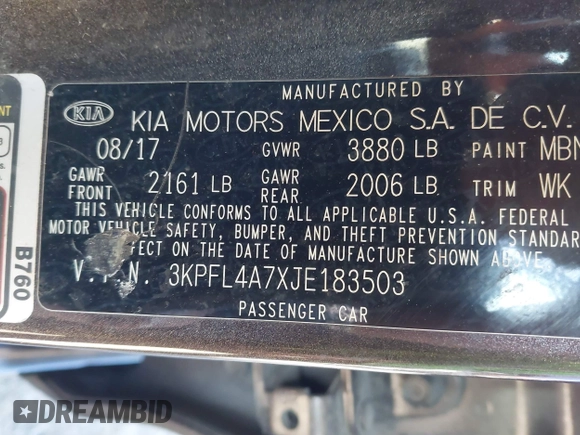 MANUFACTURED BY
KIA KIA MOTORS MEXICO S.A. DE C.V.
08/17 GVWR 3880 LB PAINT MBN
GAWR FRONT 2161 LB GAWR REAR 2006 LB TRIM WK
THIS VEHICLE CONFORMS TO ALL APPLICABLE U.S.A. FEDERAL
MOTOR VEHICLE SAFETY, BUMPER, AND THEFT PREVENTION STANDAR
ECT ON THE DATE OF MANUFACTURE SHOWN ABOVE
V.I.N. 3KPFL4A7XJE183503
PASSENGER CAR
B760
DREAMBID